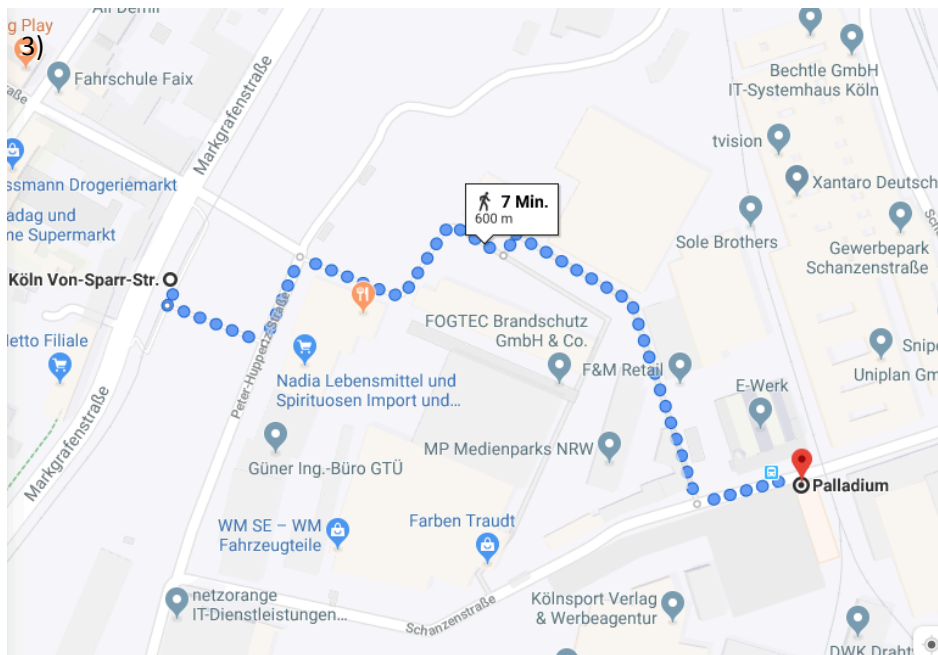 g Play
3)
Fahrschule Faix
Markgrafenstraße
Bechtle GmbH
IT-Systemhaus Köln
tvision
ssmann Drogeriemarkt
Xantaro Deutsch
adag und
me Supermarkt
7 Min.
600 m
Sole Brothers
Gewerbepark
Schanzenstraße
Köln Von-Sparr-Str.
FOGTEC Brandschutz
GmbH & Co.
etto Filiale
Peter-Huppertz-Straße
F&M Retail
Snipe
Uniplan Gm
Nadia Lebensmittel und
Spirituosen Import und...
E-Werk
Markgrafenstraße
MP Medienparks NRW
Güner Ing.-Büro GTÜ
Palladium
WM SE – WM
Fahrzeugteile
Farben Traudt
netzorange
IT-Dienstleistungen...
Kölnsport Verlag
& Werbeagentur
Schanzenstraße
DWK Draht